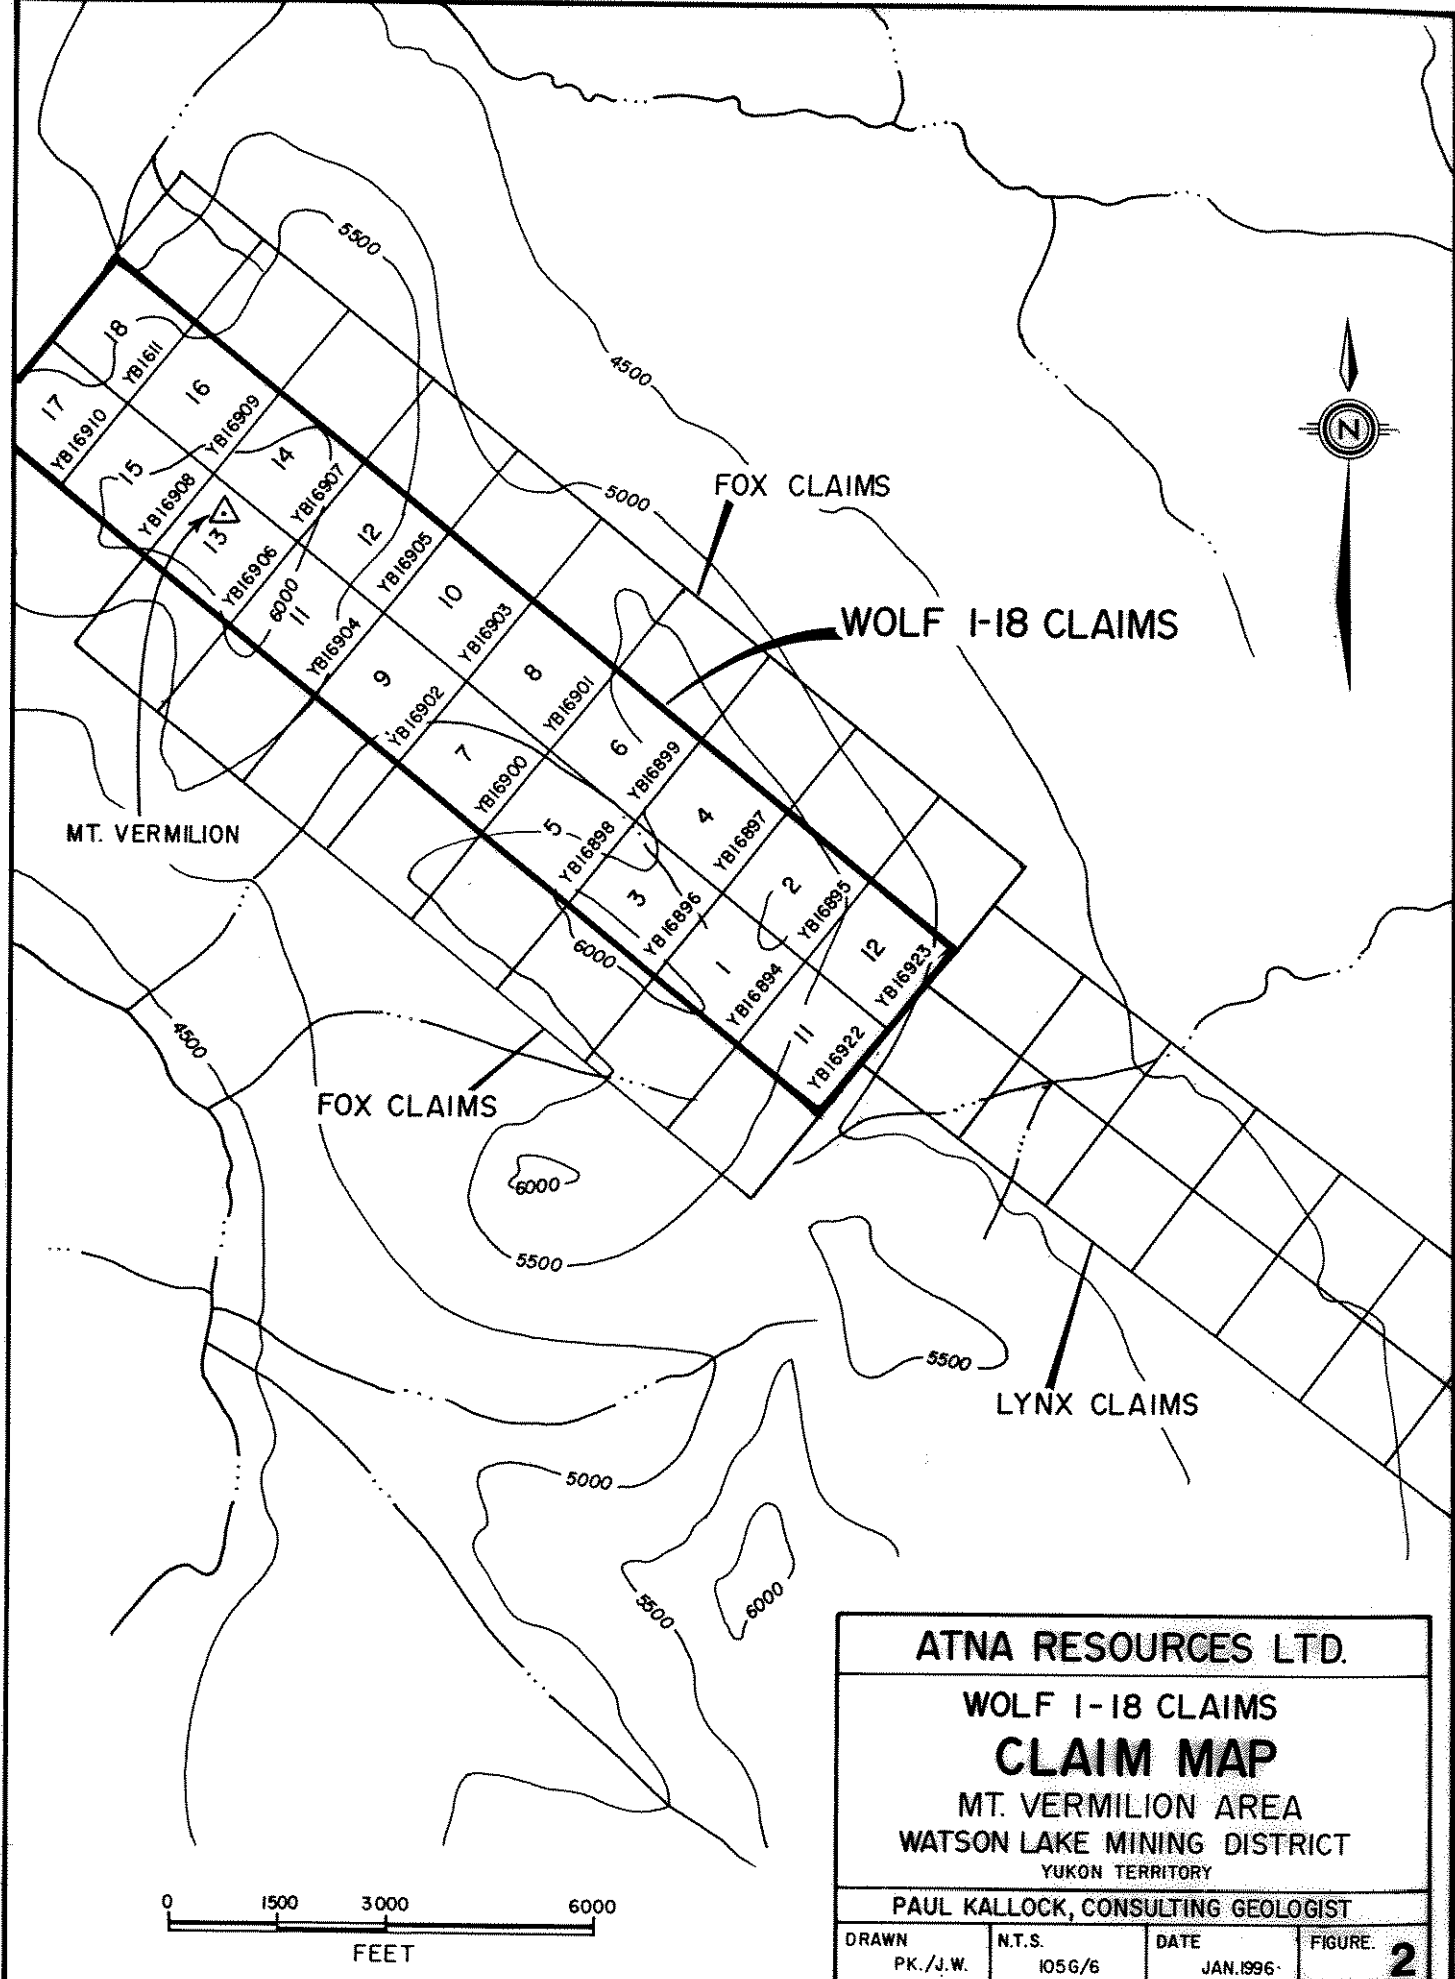 5500
4500
18
YB1611
17
YB16910
16
YB16909
15
YB16908
14
YB16907
13
YB16906
12
YB16905
6000
11
YB16904
10
YB16903
9
YB16902
8
YB16901
7
YB16900
6
YB16899
5
YB16898
4
YB16897
3
YB16896
2
YB16895
1
YB16894
12
YB16923
11
YB16922
5000
FOX CLAIMS
WOLF 1-18 CLAIMS
N
MT. VERMILION
6000
4500
FOX CLAIMS
6000
5500
5500
LYNX CLAIMS
5000
5500
6000
ATNA RESOURCES LTD.
WOLF 1-18 CLAIMS
CLAIM MAP
MT. VERMILION AREA
WATSON LAKE MINING DISTRICT
YUKON TERRITORY
PAUL KALLOCK, CONSULTING GEOLOGIST
DRAWN PK./J.W.
N.T.S. 105G/6
DATE JAN.1996
FIGURE. 2
0 1500 3000 6000
FEET